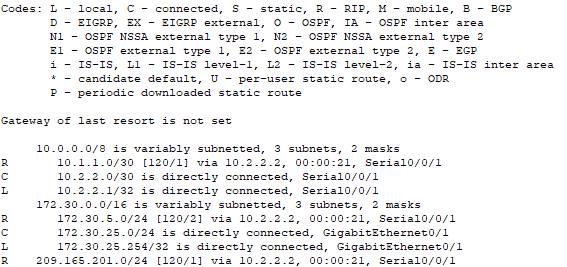 Codes: L - local, C - connected, S - static, R - RIP, M - mobile, B - BGP
       D - EIGRP, EX - EIGRP external, O - OSPF, IA - OSPF inter area
       N1 - OSPF NSSA external type 1, N2 - OSPF NSSA external type 2
       E1 - OSPF external type 1, E2 - OSPF external type 2, E - EGP
       i - IS-IS, L1 - IS-IS level-1, L2 - IS-IS level-2, ia - IS-IS inter area
       * - candidate default, U - per-user static route, o - ODR
       P - periodic downloaded static route

Gateway of last resort is not set

     10.0.0.0/8 is variably subnetted, 3 subnets, 2 masks
R       10.1.1.0/30 [120/1] via 10.2.2.2, 00:00:21, Serial0/0/1
C       10.2.2.0/30 is directly connected, Serial0/0/1
L       10.2.2.1/32 is directly connected, Serial0/0/1
     172.30.0.0/16 is variably subnetted, 3 subnets, 2 masks
R       172.30.5.0/24 [120/2] via 10.2.2.2, 00:00:21, Serial0/0/1
C       172.30.25.0/24 is directly connected, GigabitEthernet0/1
L       172.30.25.254/32 is directly connected, GigabitEthernet0/1
R    209.165.201.0/24 [120/1] via 10.2.2.2, 00:00:21, Serial0/0/1